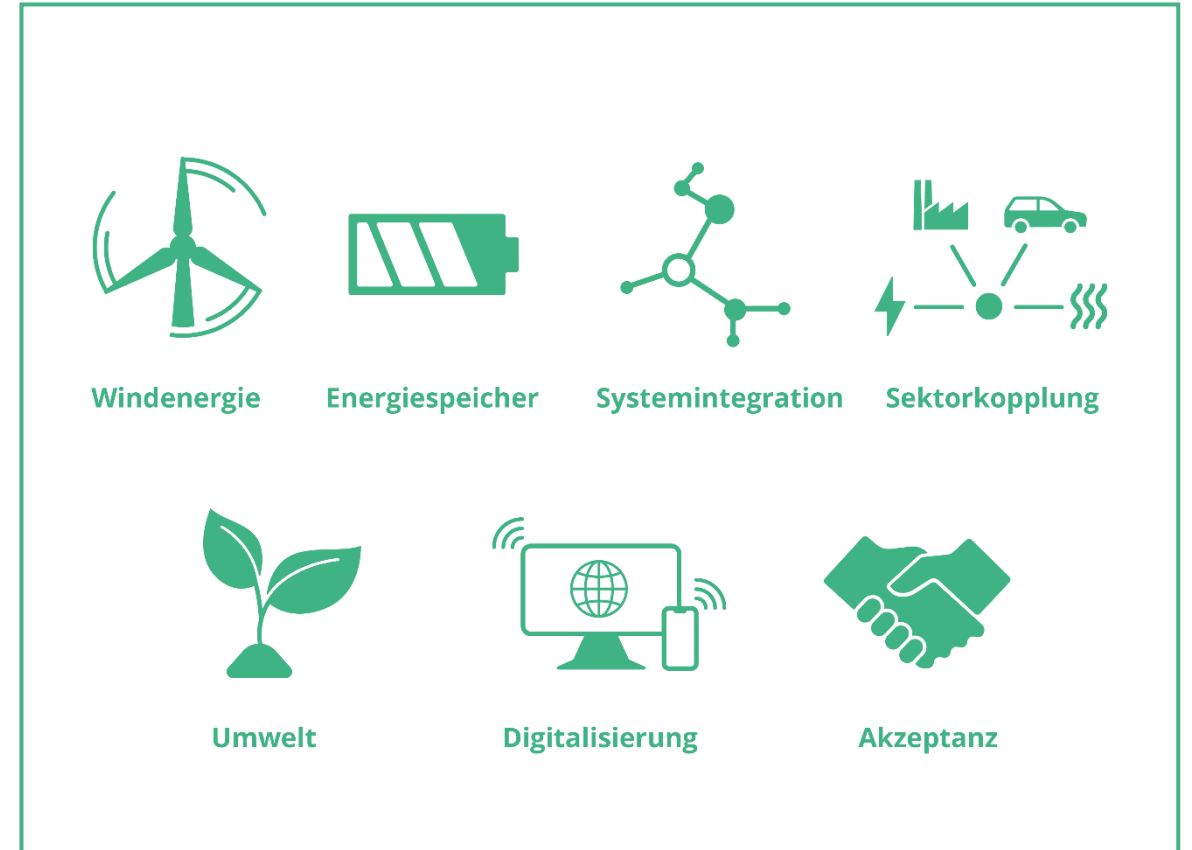 Windenergie
Energiespeicher
Systemintegration
Sektorkopplung
Umwelt
Digitalisierung
Akzeptanz